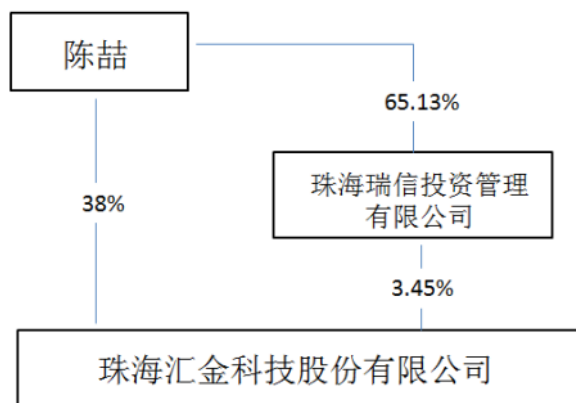 陈喆
65.13%
珠海瑞信投资管理
有限公司
38%
3.45%
珠海汇金科技股份有限公司